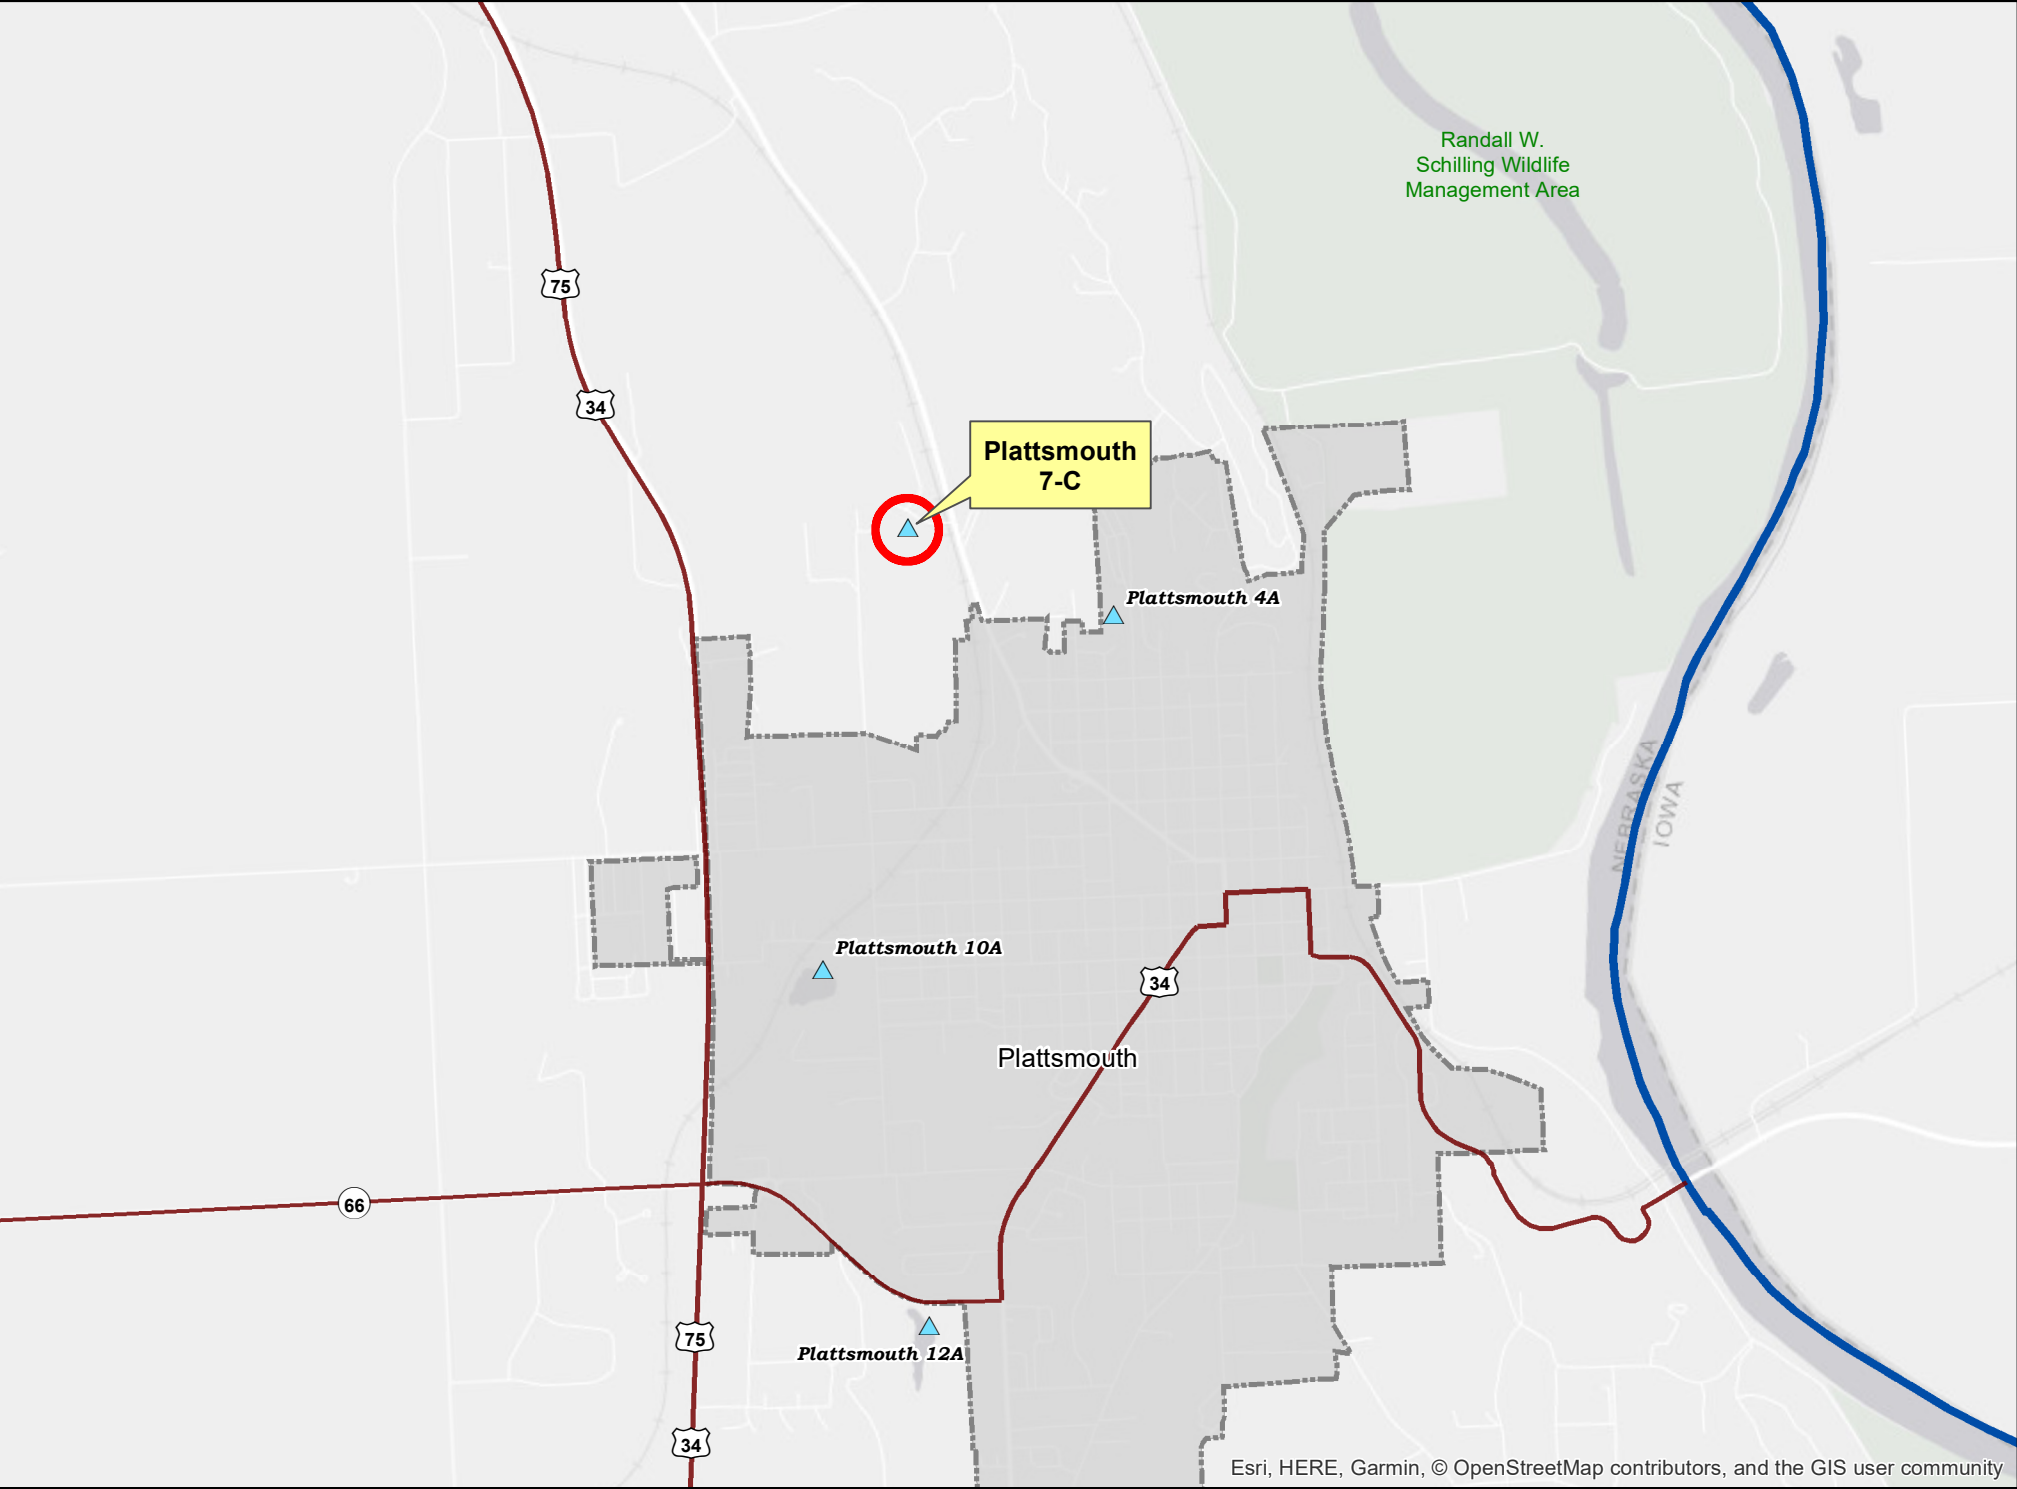 Randall W.
Schilling Wildlife
Management Area
75
34
Plattsmouth
7-C
Plattsmouth 4A
NEBRASKA
IOWA
Plattsmouth 10A
34
Plattsmouth
66
75
Plattsmouth 12A
34
Esri, HERE, Garmin, © OpenStreetMap contributors, and the GIS user community